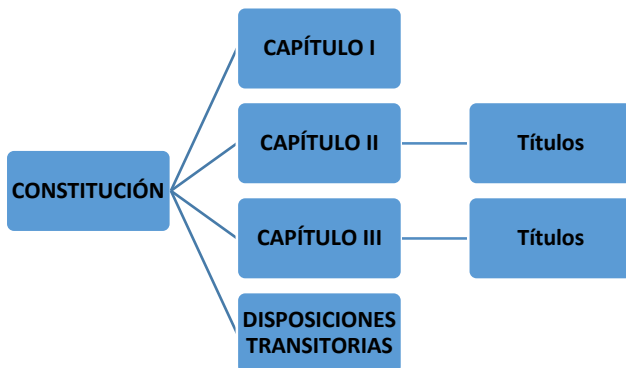 CAPÍTULO I
CAPÍTULO II
Títulos
CONSTITUCIÓN
CAPÍTULO III
Títulos
DISPOSICIONES
TRANSITORIAS